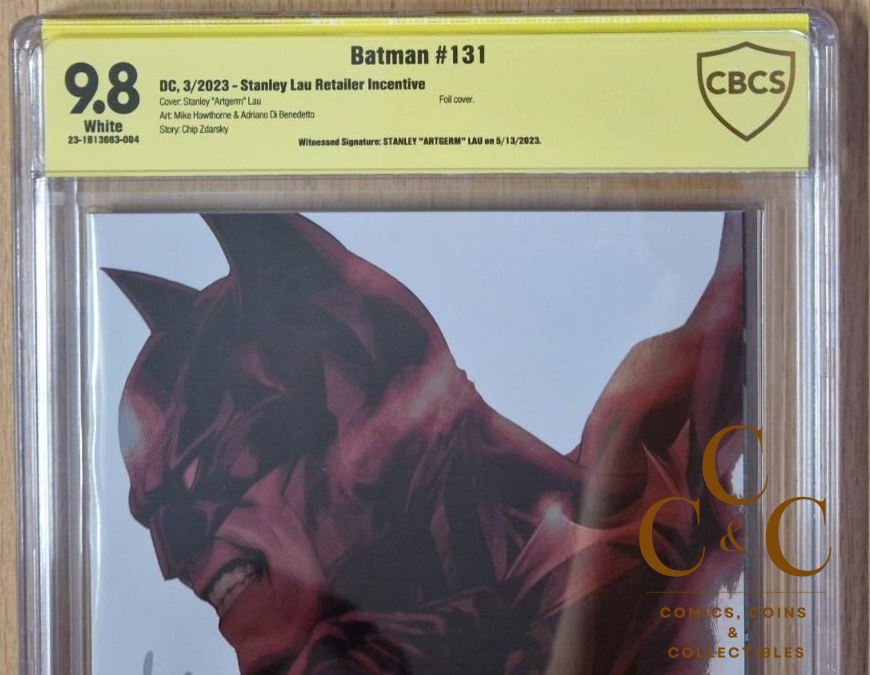 Batman #131
9.8
White
23-1B13663-004
DC, 3/2023 - Stanley Lau Retailer Incentive
Cover: Stanley "Artgerm" Lau
Art: Mike Hawthorne & Adriano Di Benedetto
Story: Chip Zdarsky
Foil cover.
Witnessed Signature: STANLEY "ARTGERM" LAU on 5/13/2023.
CBCS
C
C & C
COMICS, COINS
&
COLLECTIBLES